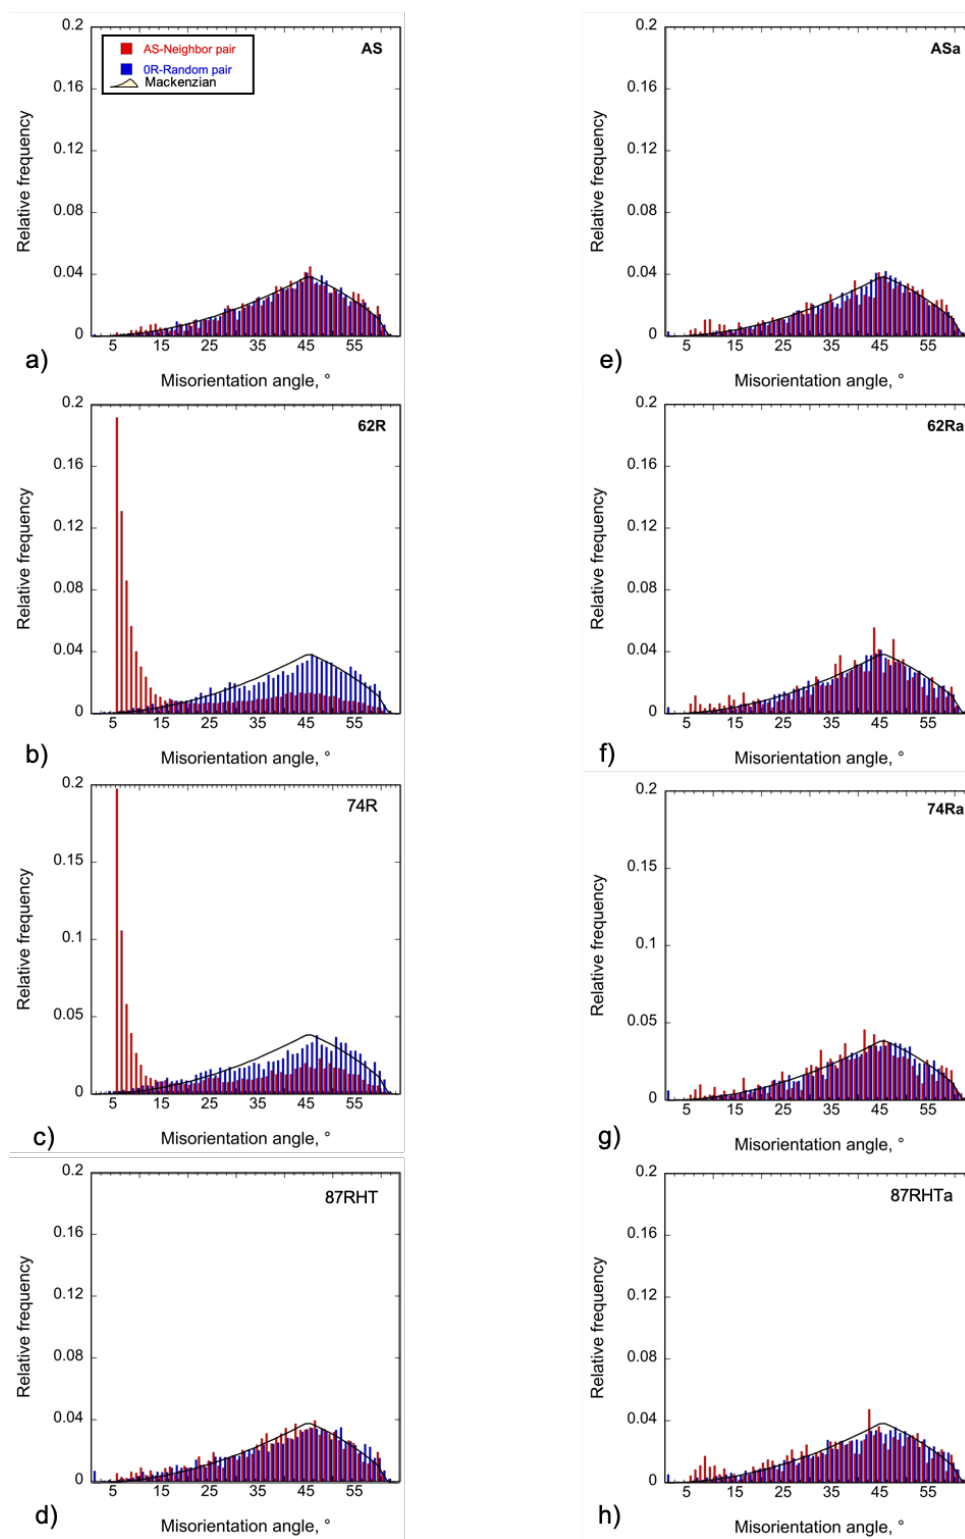 0.2
0.16
0.12
0.08
0.04
0
Relative frequency
AS-Neighbor pair
0R-Random pair
Mackenzian
AS
5 15 25 35 45 55
Misorientation angle, °
a)
0.2
0.16
0.12
0.08
0.04
0
Relative frequency
ASa
5 15 25 35 45 55
Misorientation angle, °
e)
0.2
0.16
0.12
0.08
0.04
0
Relative frequency
62R
5 15 25 35 45 55
Misorientation angle, °
b)
0.2
0.16
0.12
0.08
0.04
0
Relative frequency
62Ra
5 15 25 35 45 55
Misorientation angle, °
f)
0.2
0.15
0.1
0.05
0
Relative frequency
74R
5 15 25 35 45 55
Misorientation angle, °
c)
0.2
0.15
0.1
0.05
0
Relative frequency
74Ra
5 15 25 35 45 55
Misorientation angle, °
g)
0.2
0.16
0.12
0.08
0.04
0
Relative frequency
87RHT
5 15 25 35 45 55
Misorientation angle, °
d)
0.2
0.16
0.12
0.08
0.04
0
Relative frequency
87RHTa
5 15 25 35 45 55
Misorientation angle, °
h)